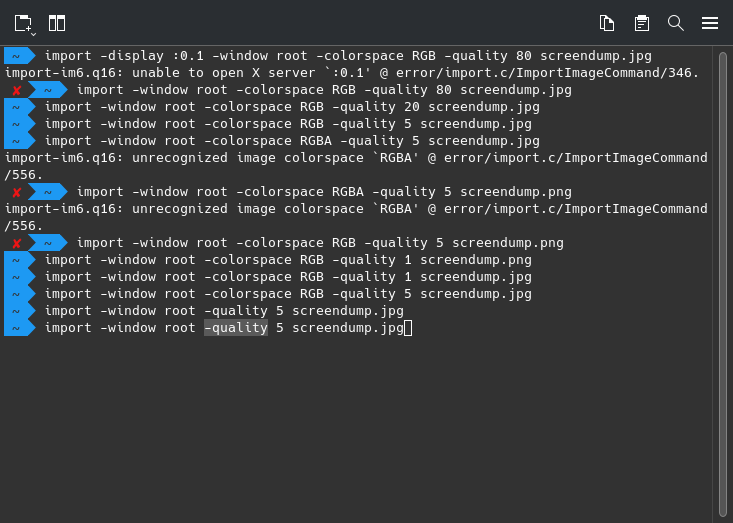 ~ import -display :0.1 -window root -colorspace RGB -quality 80 screendump.jpg
import-im6.q16: unable to open X server `:0.1' @ error/import.c/ImportImageCommand/346.
✘ ~ import -window root -colorspace RGB -quality 80 screendump.jpg
~ import -window root -colorspace RGB -quality 20 screendump.jpg
~ import -window root -colorspace RGB -quality 5 screendump.jpg
~ import -window root -colorspace RGBA -quality 5 screendump.jpg
import-im6.q16: unrecognized image colorspace `RGBA' @ error/import.c/ImportImageCommand
/556.
✘ ~ import -window root -colorspace RGBA -quality 5 screendump.png
import-im6.q16: unrecognized image colorspace `RGBA' @ error/import.c/ImportImageCommand
/556.
✘ ~ import -window root -colorspace RGB -quality 5 screendump.png
~ import -window root -colorspace RGB -quality 1 screendump.png
~ import -window root -colorspace RGB -quality 1 screendump.jpg
~ import -window root -colorspace RGB -quality 5 screendump.jpg
~ import -window root -quality 5 screendump.jpg
~ import -window root -quality 5 screendump.jpg